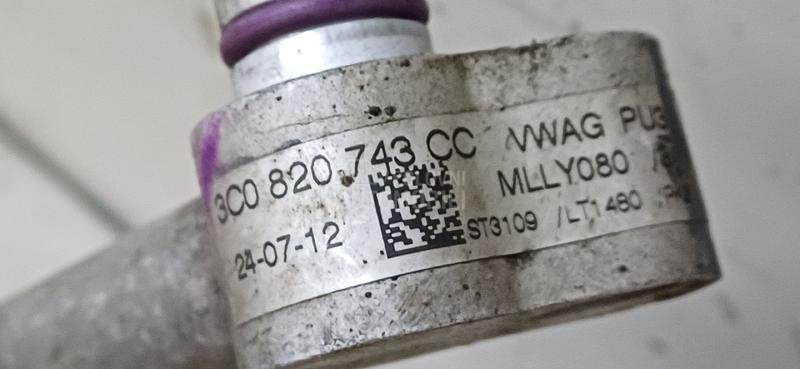 3C0 820 743 CC VWAG
MLLY080
24-07-12 ST3109 /LT1480